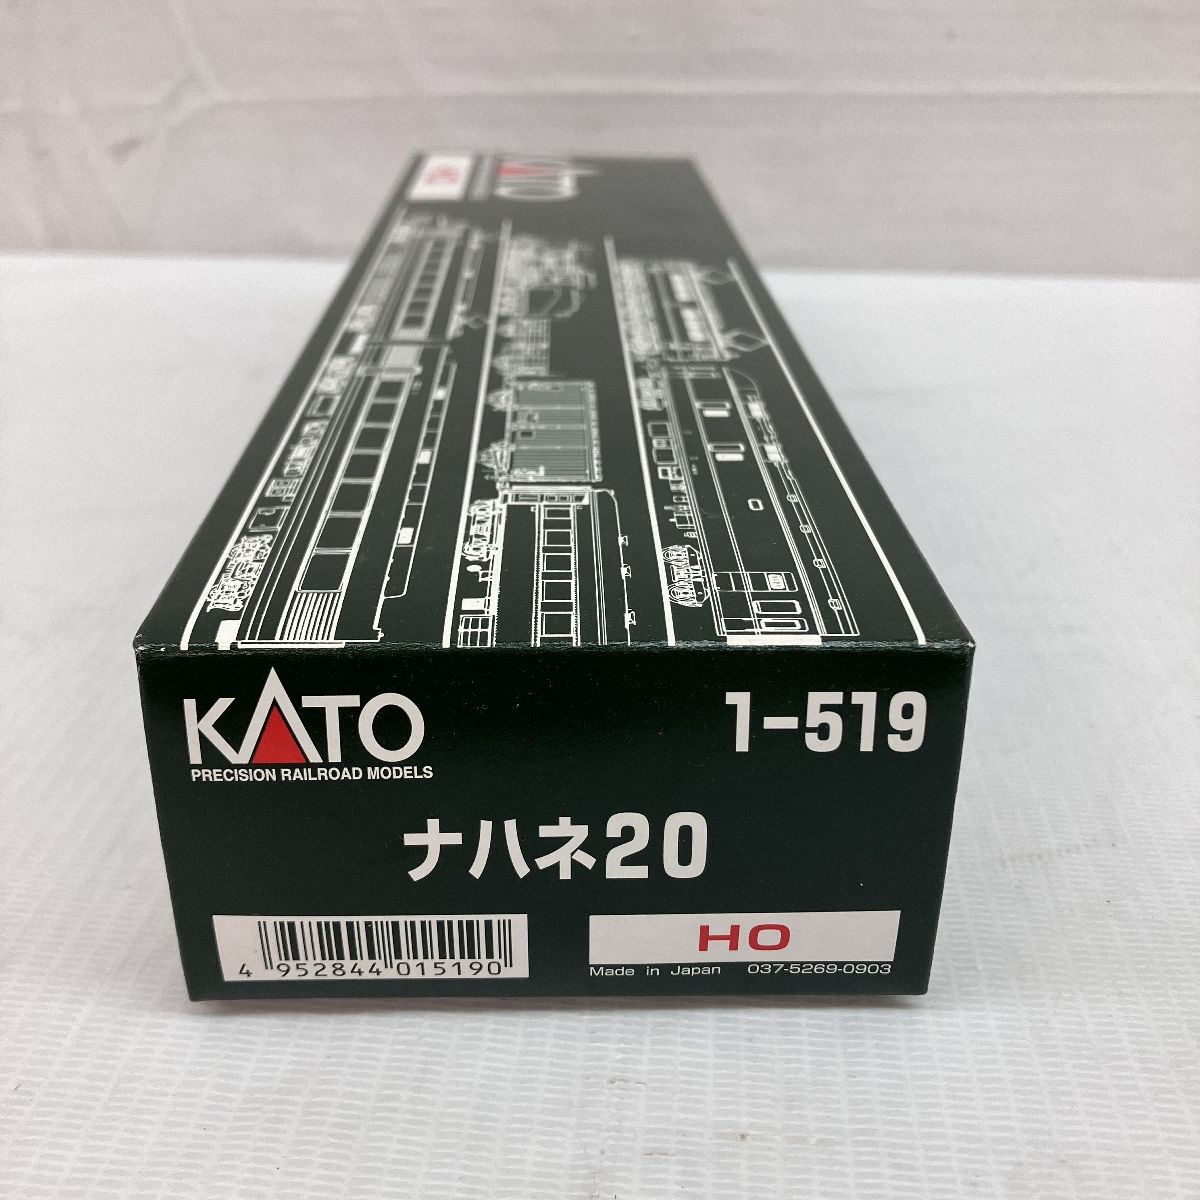 KATO
KATO
PRECISION RAILROAD MODELS
1-519
ナハネ20
4 952844 015190
HO
Made in Japan 037-5269-0903